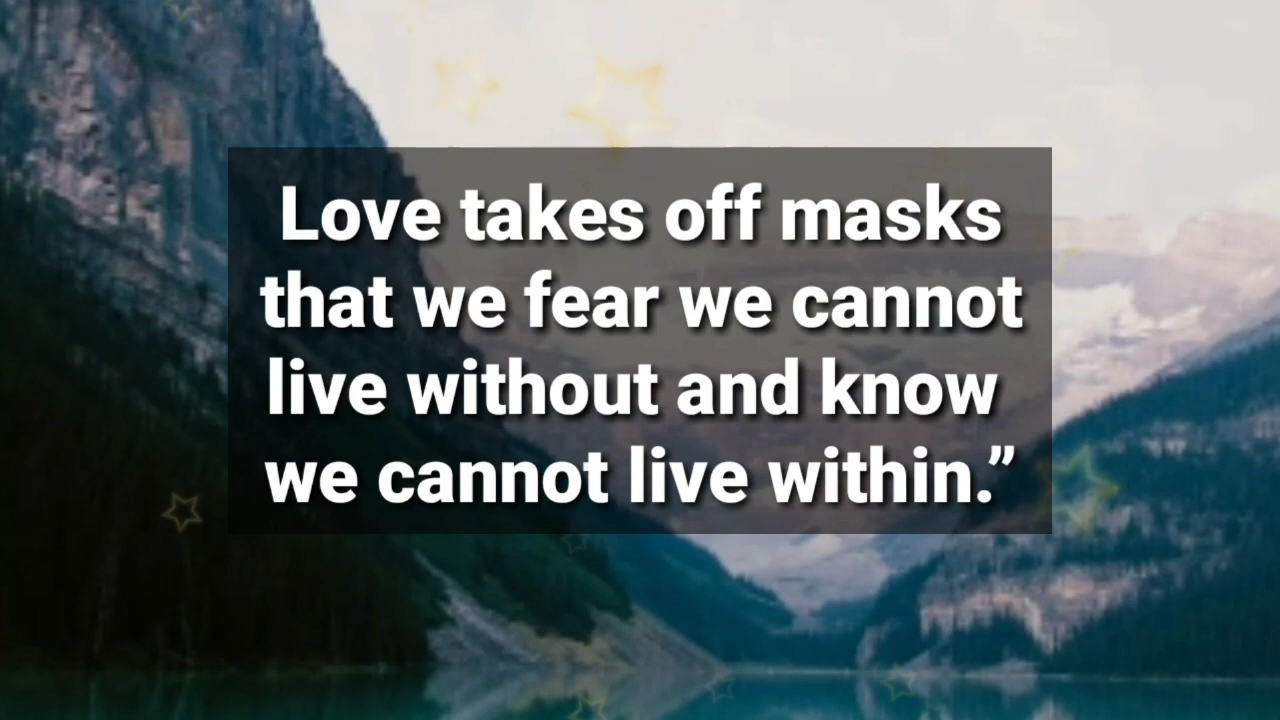 Love takes off masks
that we fear we cannot
live without and know
we cannot live within.”